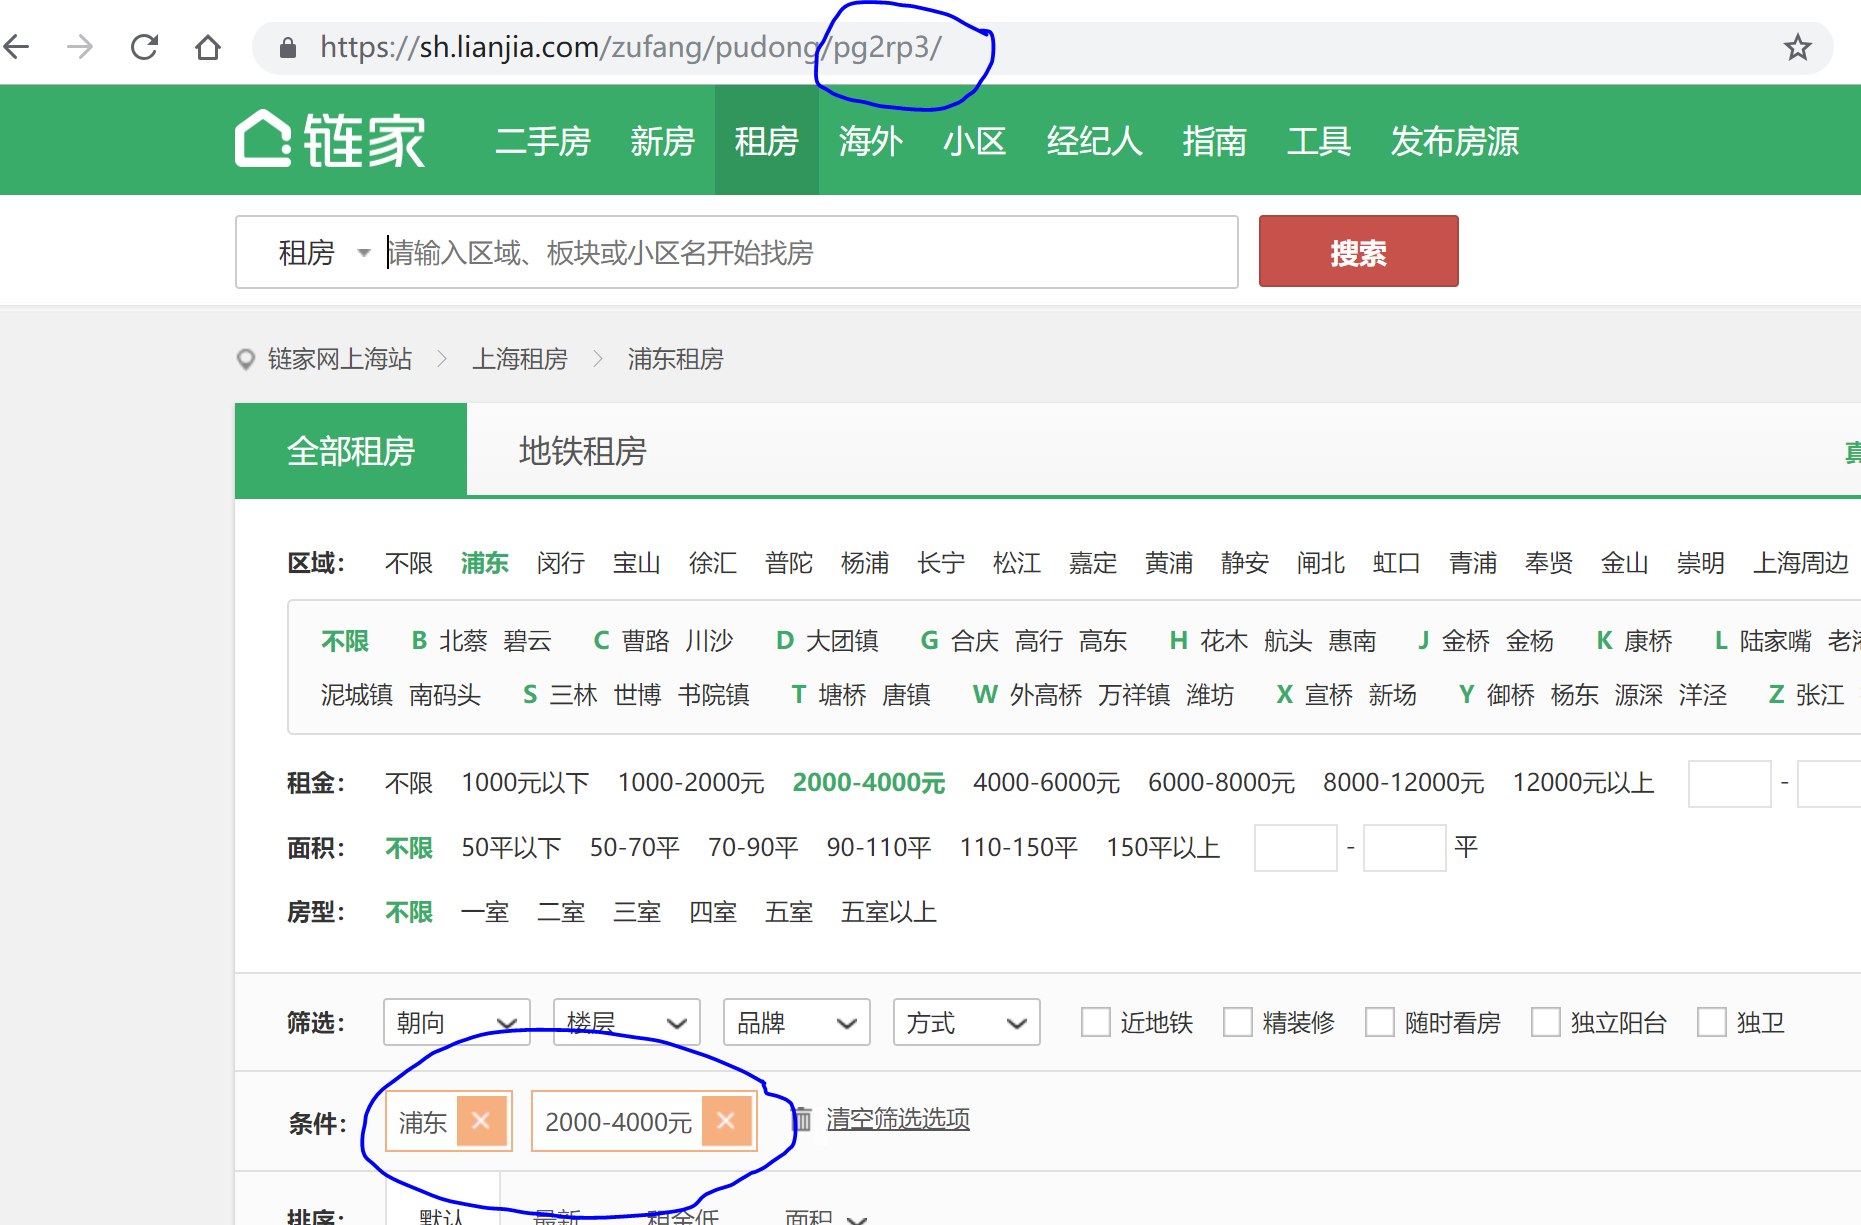 https://sh.lianjia.com/zufang/pudong/pg2rp3/
链家 二手房 新房 租房 海外 小区 经纪人 指南 工具 发布房源
租房 请输入区域、板块或小区名开始找房 搜索
链家网上海站 上海租房 浦东租房
全部租房 地铁租房
区域： 不限 浦东 闵行 宝山 徐汇 普陀 杨浦 长宁 松江 嘉定 黄浦 静安 闸北 虹口 青浦 奉贤 金山 崇明 上海周边
不限 B 北蔡 碧云 C 曹路 川沙 D 大团镇 G 合庆 高行 高东 H 花木 航头 惠南 J 金桥 金杨 K 康桥 L 陆家嘴 老港
泥城镇 南码头 S 三林 世博 书院镇 T 塘桥 唐镇 W 外高桥 万祥镇 潍坊 X 宣桥 新场 Y 御桥 杨东 源深 洋泾 Z 张江
租金： 不限 1000元以下 1000-2000元 2000-4000元 4000-6000元 6000-8000元 8000-12000元 12000元以上 -
面积： 不限 50平以下 50-70平 70-90平 90-110平 110-150平 150平以上 - 平
房型： 不限 一室 二室 三室 四室 五室 五室以上
筛选： 朝向 楼层 品牌 方式 近地铁 精装修 随时看房 独立阳台 独卫
条件： 浦东 2000-4000元 清空筛选选项
排序： 默认 最新 租金低 面积